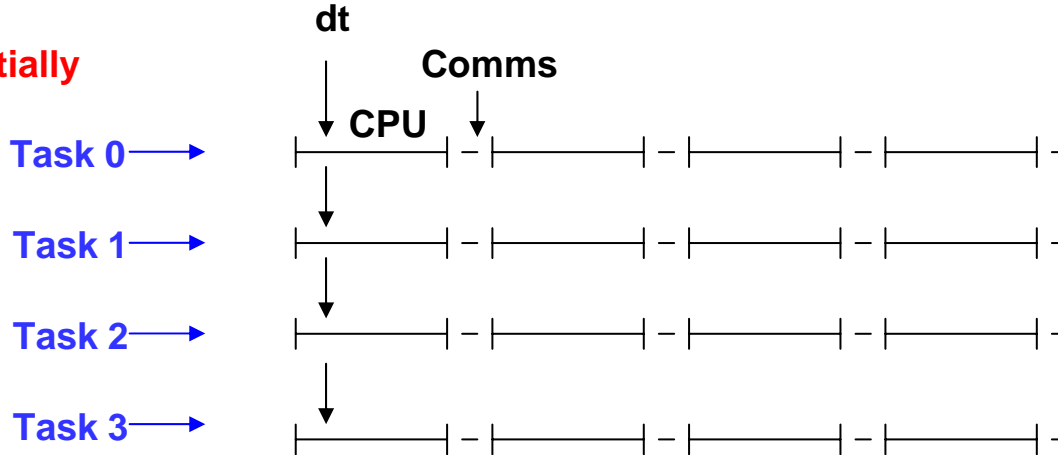 dt
tially
Comms
CPU
Task 0
Task 1
Task 2
Task 3